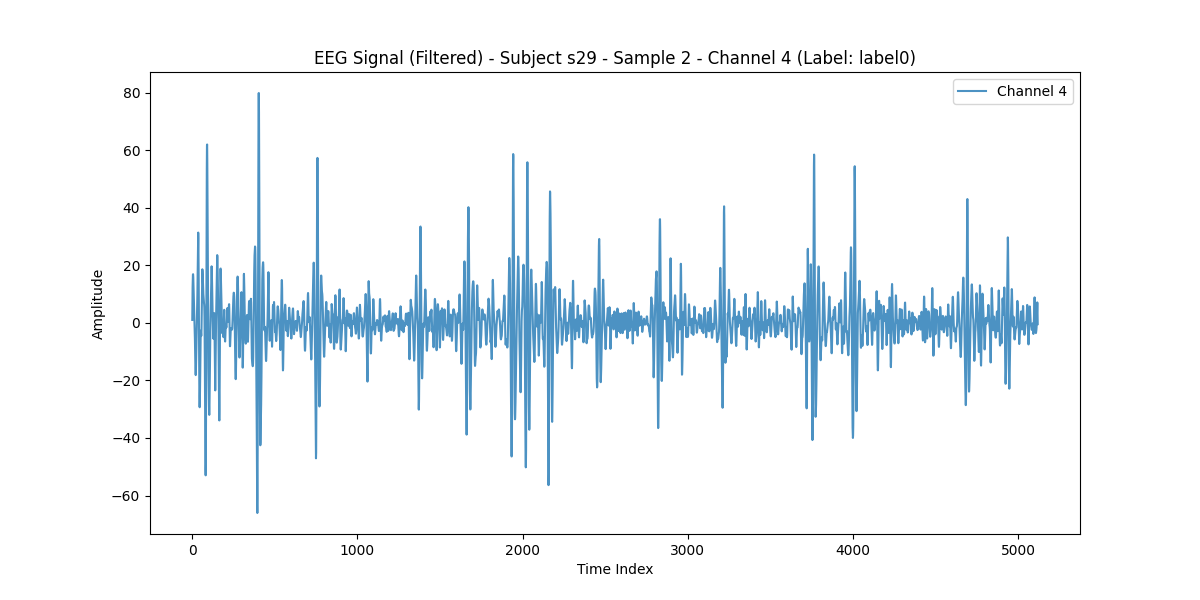 EEG Signal (Filtered) - Subject s29 - Sample 2 - Channel 4 (Label: label0)
Channel 4
80
60
40
20
0
−20
−40
−60
Amplitude
0 1000 2000 3000 4000 5000
Time Index